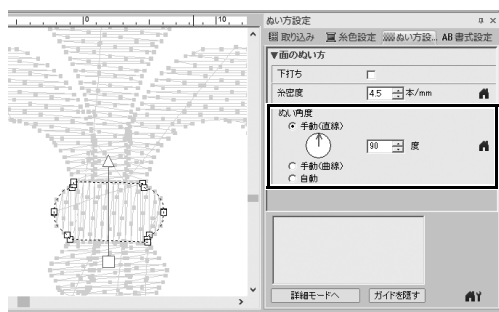 0 10
ぬい方設定
取り込み 糸色設定 ぬい方設.. AB 書式設定
▼面のぬい方
下打ち
糸密度 4.5 本/mm
ぬい角度
手動(直線)
90 度
手動(曲線)
自動
詳細モードへ ガイドを隠す